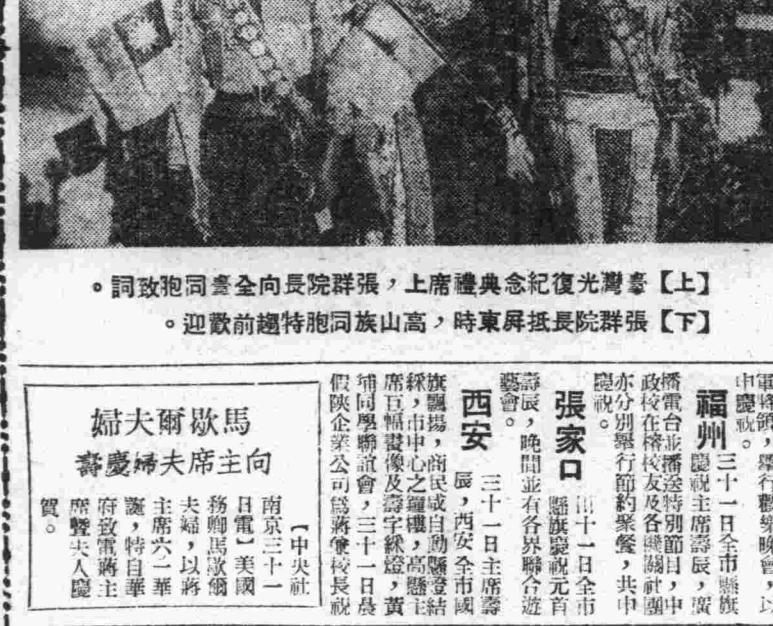 【上】臺灣光復紀念典禮席上，張群院長向全臺同胞致詞。
【下】張群院長抵屏東時，高山族同胞特趨前歡迎。
軍將領，舉行歡樂晚會，以
申慶祝。
福州
三十一日全市懸旗
慶祝主席壽辰，廣
播電台並播送特別節目，中
政校在榕校友及各機關社團
亦分別舉行節約聚餐，共申
慶祝。
張家口
三十一日全市
懸旗慶祝元首
壽辰，晚間並有各界聯合遊
藝會。
西安
三十一日主席壽
辰，西安全市國
旗飄揚，商民咸自動懸燈結
綵，市中心之鐘樓，高懸主
席巨幅畫像及壽字綵燈，黃
埔同學聯誼會，三十一日晨
假陝企業公司爲蔣兼校長祝
馬歇爾夫婦
向主席夫婦慶壽
【中央社
南京三十一
日電】美國
務卿馬歇爾
夫婦，以蔣
主席六一華
誕，特自華
府致電蔣主
席暨夫人慶
賀。